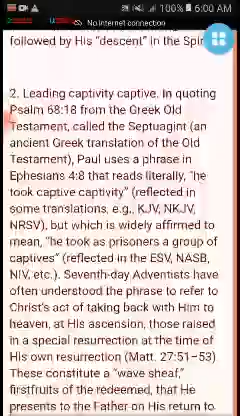 100% 6:00 AM
No Internet connection
followed by His "descent" in the Spir
2. Leading captivity captive. In quoting
Psalm 68:18 from the Greek Old
Testament, called the Septuagint (an
ancient Greek translation of the Old
Testament), Paul uses a phrase in
Ephesians 4:8 that reads literally, "he
took captive captivity" (reflected in
some translations, e.g., KJV, NKJV,
NRSV), but which is widely affirmed to
mean, "he took as prisoners a group of
captives" (reflected in the ESV, NASB,
NIV, etc.). Seventh-day Adventists have
often understood the phrase to refer to
Christ's act of taking back with Him to
heaven, at His ascension, those raised
in a special resurrection at the time of
His own resurrection (Matt. 27:51–53)
These constitute a "wave sheaf,"
firstfruits of the redeemed, that He
presents to the Father on His return to